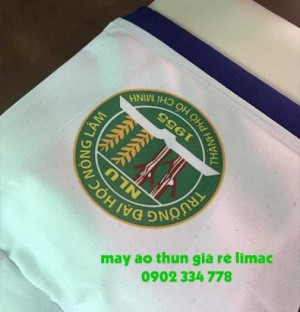 TRƯỜNG ĐẠI HỌC NÔNG LÂM
THÀNH PHỐ HỒ CHÍ MINH
1955
NLU
may ao thun gia re limac
0902 334 778